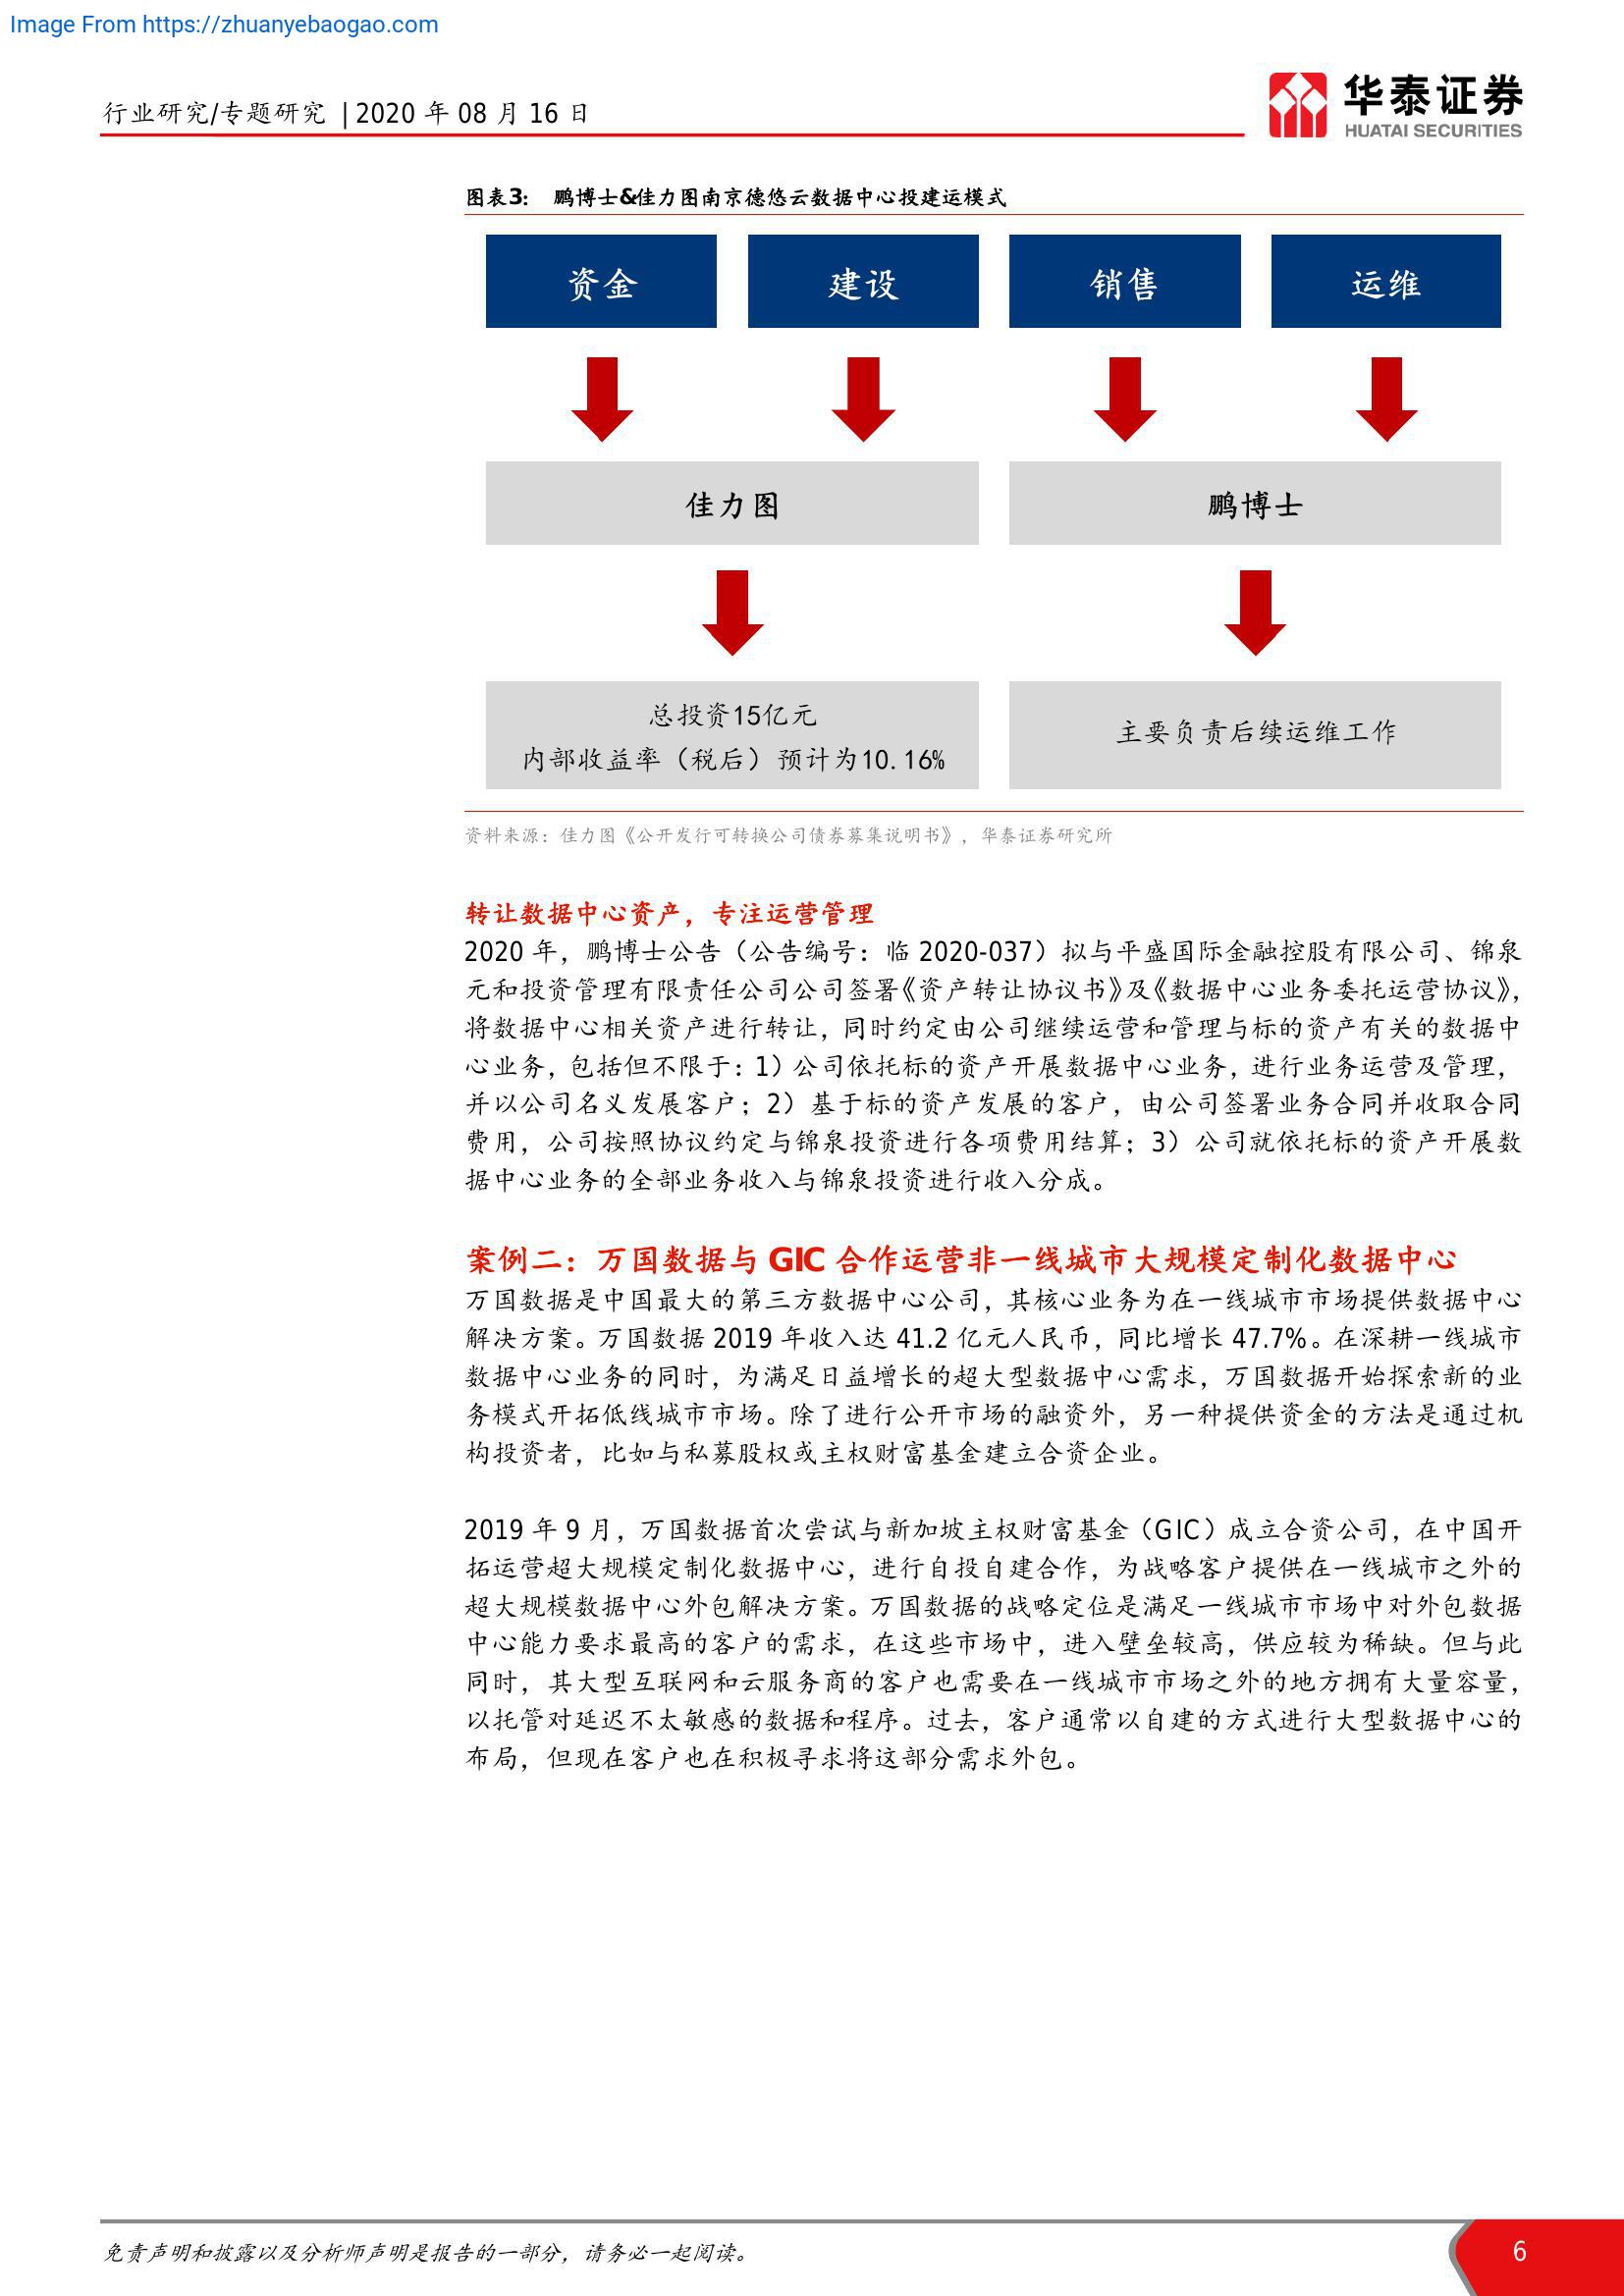 Image From https://zhuanyebaogao.com
行业研究/专题研究 | 2020 年 08 月 16 日
华泰证券
HUATAI SECURITIES
图表3： 鹏博士&佳力图南京德悠云数据中心投建运模式
资金 建设 销售 运维
佳力图 鹏博士
总投资15亿元
内部收益率（税后）预计为10.16%
主要负责后续运维工作
资料来源：佳力图《公开发行可转换公司债券募集说明书》，华泰证券研究所
转让数据中心资产，专注运营管理
2020 年，鹏博士公告（公告编号：临 2020-037）拟与平盛国际金融控股有限公司、锦泉
元和投资管理有限责任公司公司签署《资产转让协议书》及《数据中心业务委托运营协议》，
将数据中心相关资产进行转让，同时约定由公司继续运营和管理与标的资产有关的数据中
心业务，包括但不限于：1）公司依托标的资产开展数据中心业务，进行业务运营及管理，
并以公司名义发展客户；2）基于标的资产发展的客户，由公司签署业务合同并收取合同
费用，公司按照协议约定与锦泉投资进行各项费用结算；3）公司就依托标的资产开展数
据中心业务的全部业务收入与锦泉投资进行收入分成。
案例二：万国数据与 GIC 合作运营非一线城市大规模定制化数据中心
万国数据是中国最大的第三方数据中心公司，其核心业务为在一线城市市场提供数据中心
解决方案。万国数据 2019 年收入达 41.2 亿元人民币，同比增长 47.7%。在深耕一线城市
数据中心业务的同时，为满足日益增长的超大型数据中心需求，万国数据开始探索新的业
务模式开拓低线城市市场。除了进行公开市场的融资外，另一种提供资金的方法是通过机
构投资者，比如与私募股权或主权财富基金建立合资企业。
2019 年 9 月，万国数据首次尝试与新加坡主权财富基金（GIC）成立合资公司，在中国开
拓运营超大规模定制化数据中心，进行自投自建合作，为战略客户提供在一线城市之外的
超大规模数据中心外包解决方案。万国数据的战略定位是满足一线城市市场中对外包数据
中心能力要求最高的客户的需求，在这些市场中，进入壁垒较高，供应较为稀缺。但与此
同时，其大型互联网和云服务商的客户也需要在一线城市市场之外的地方拥有大量容量，
以托管对延迟不太敏感的数据和程序。过去，客户通常以自建的方式进行大型数据中心的
布局，但现在客户也在积极寻求将这部分需求外包。
免责声明和披露以及分析师声明是报告的一部分，请务必一起阅读。
6